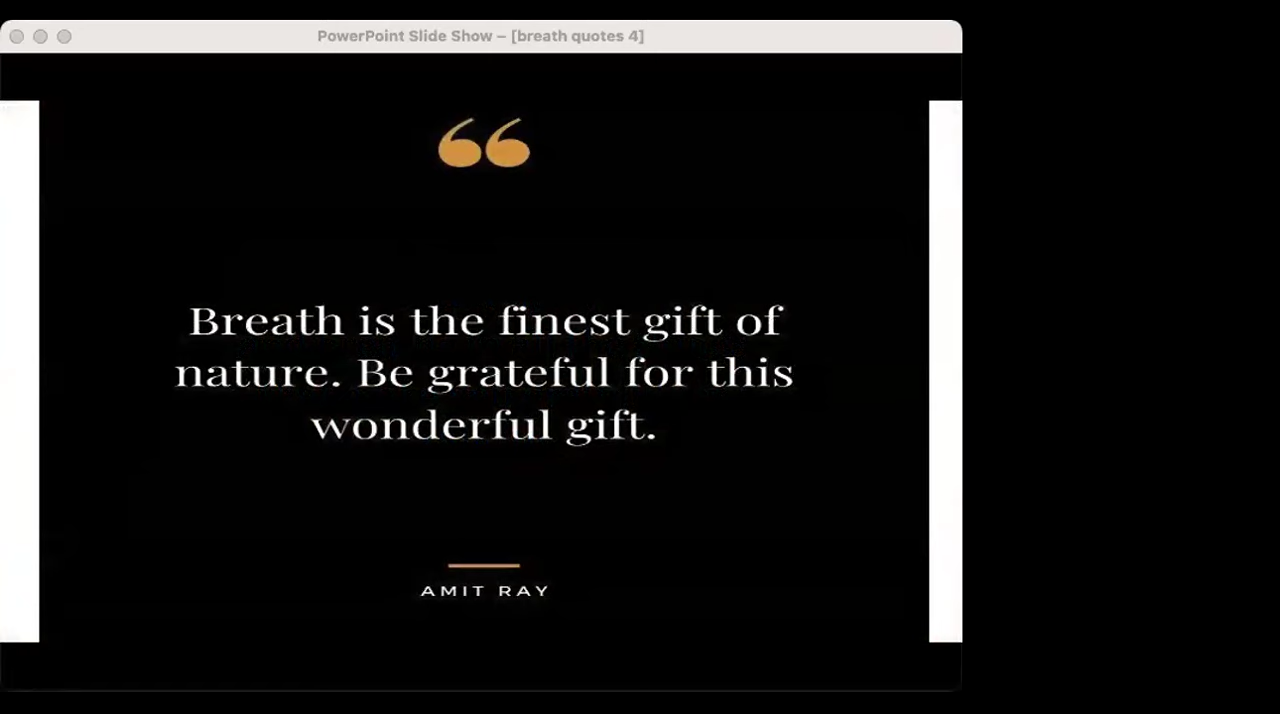 PowerPoint Slide Show – [breath quotes 4]
“
Breath is the finest gift of
nature. Be grateful for this
wonderful gift.
AMIT RAY